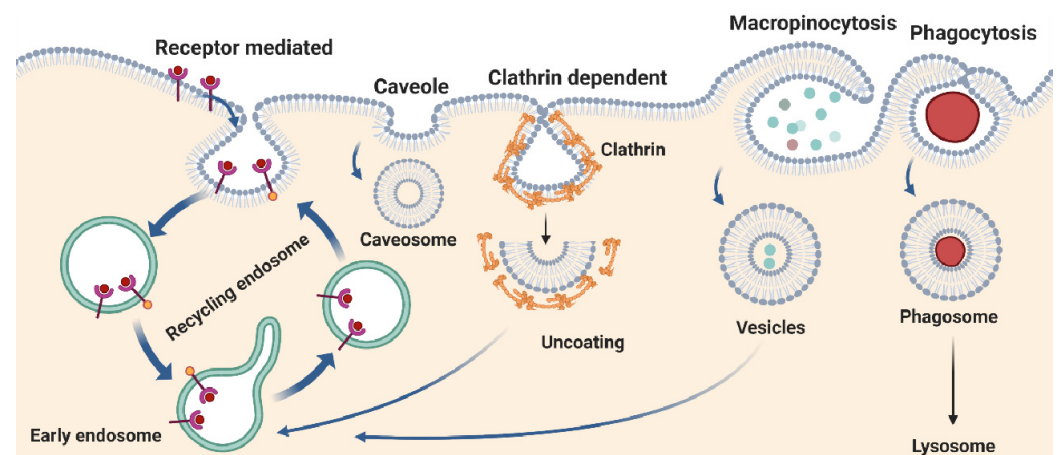 Receptor mediated
Caveole
Clathrin dependent
Macropinocytosis
Phagocytosis
Clathrin
Caveosome
Recycling endosome
Uncoating
Vesicles
Phagosome
Early endosome
Lysosome